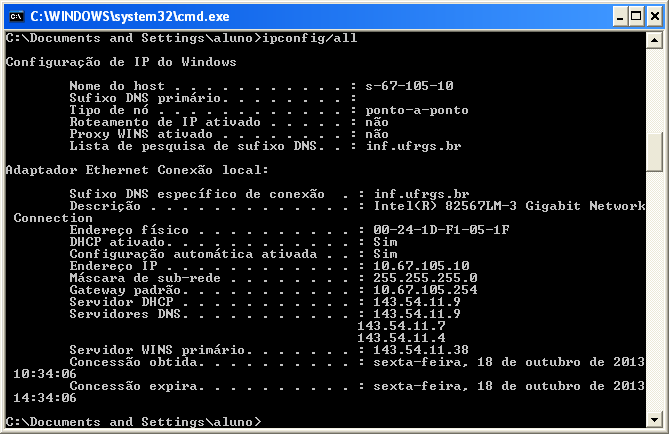 C:\WINDOWS\system32\cmd.exe
C:\Documents and Settings\aluno>ipconfig/all
Configuração de IP do Windows
Nome do host . . . . . . . . . . . : s-67-105-10
Sufixo DNS primário. . . . . . . . :
Tipo de nó . . . . . . . . . . . . : ponto-a-ponto
Roteamento de IP ativado . . . . . : não
Proxy WINS ativado . . . . . . . . : não
Lista de pesquisa de sufixo DNS. . : inf.ufrgs.br
Adaptador Ethernet Conexão local:
Sufixo DNS específico de conexão  . : inf.ufrgs.br
Descrição . . . . . . . . . . . . . : Intel(R) 82567LM-3 Gigabit Network
Connection
Endereço físico . . . . . . . . . . : 00-24-1D-F1-05-1F
DHCP ativado. . . . . . . . . . . . : Sim
Configuração automática ativada . . : Sim
Endereço IP . . . . . . . . . . . . : 10.67.105.10
Máscara de sub-rede . . . . . . . . : 255.255.255.0
Gateway padrão. . . . . . . . . . . : 10.67.105.254
Servidor DHCP . . . . . . . . . . . : 143.54.11.9
Servidores DNS. . . . . . . . . . . : 143.54.11.9
143.54.11.7
143.54.11.4
Servidor WINS primário. . . . . . . : 143.54.11.38
Concessão obtida. . . . . . . . . . : sexta-feira, 18 de outubro de 2013
10:34:06
Concessão expira. . . . . . . . . . : sexta-feira, 18 de outubro de 2013
14:34:06
C:\Documents and Settings\aluno>